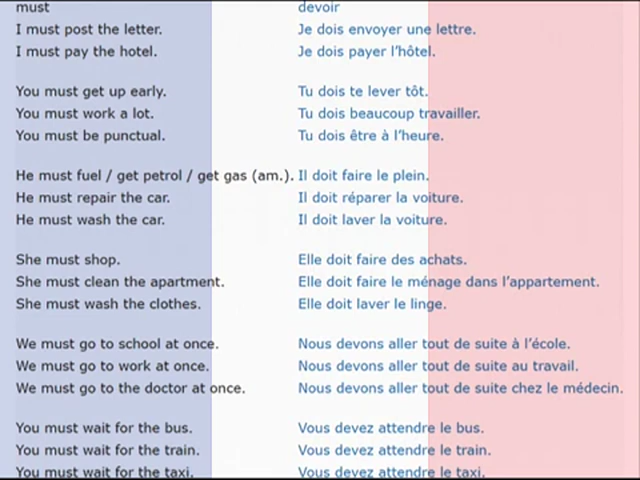 must devoir
I must post the letter. Je dois envoyer une lettre.
I must pay the hotel. Je dois payer l'hôtel.
You must get up early. Tu dois te lever tôt.
You must work a lot. Tu dois beaucoup travailler.
You must be punctual. Tu dois être à l'heure.
He must fuel / get petrol / get gas (am.). Il doit faire le plein.
He must repair the car. Il doit réparer la voiture.
He must wash the car. Il doit laver la voiture.
She must shop. Elle doit faire des achats.
She must clean the apartment. Elle doit faire le ménage dans l'appartement.
She must wash the clothes. Elle doit laver le linge.
We must go to school at once. Nous devons aller tout de suite à l'école.
We must go to work at once. Nous devons aller tout de suite au travail.
We must go to the doctor at once. Nous devons aller tout de suite chez le médecin.
You must wait for the bus. Vous devez attendre le bus.
You must wait for the train. Vous devez attendre le train.
You must wait for the taxi. Vous devez attendre le taxi.